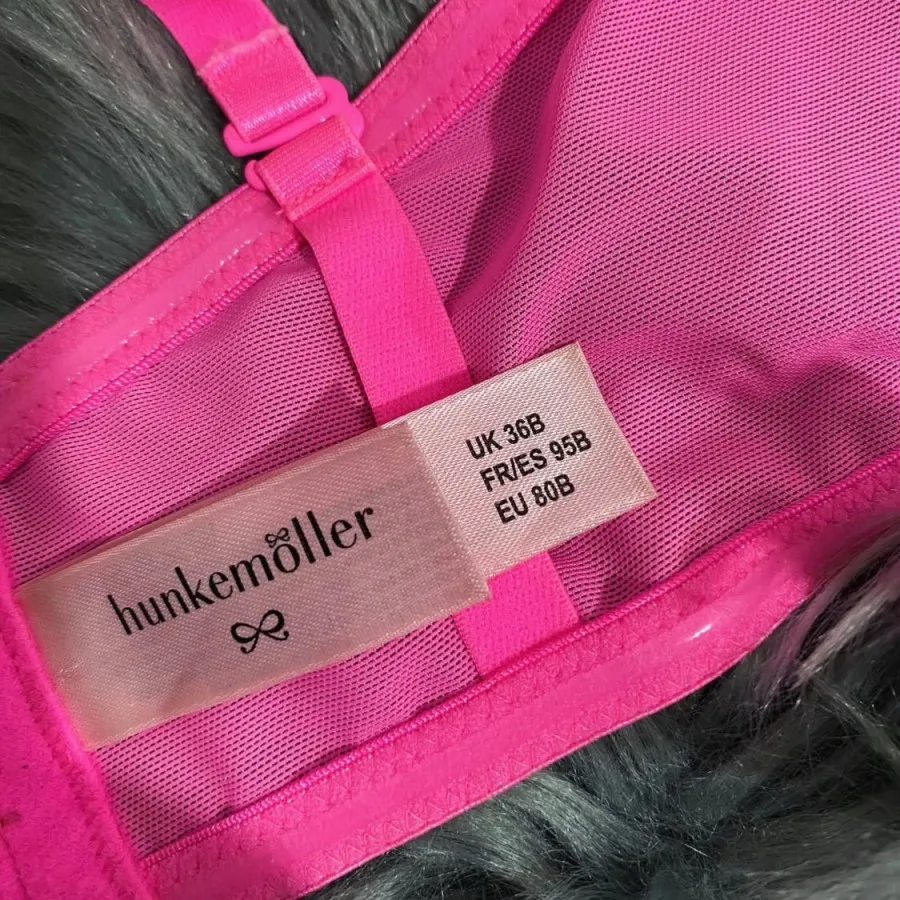 hunkemöller
UK 36B
FR/ES 95B
EU 80B